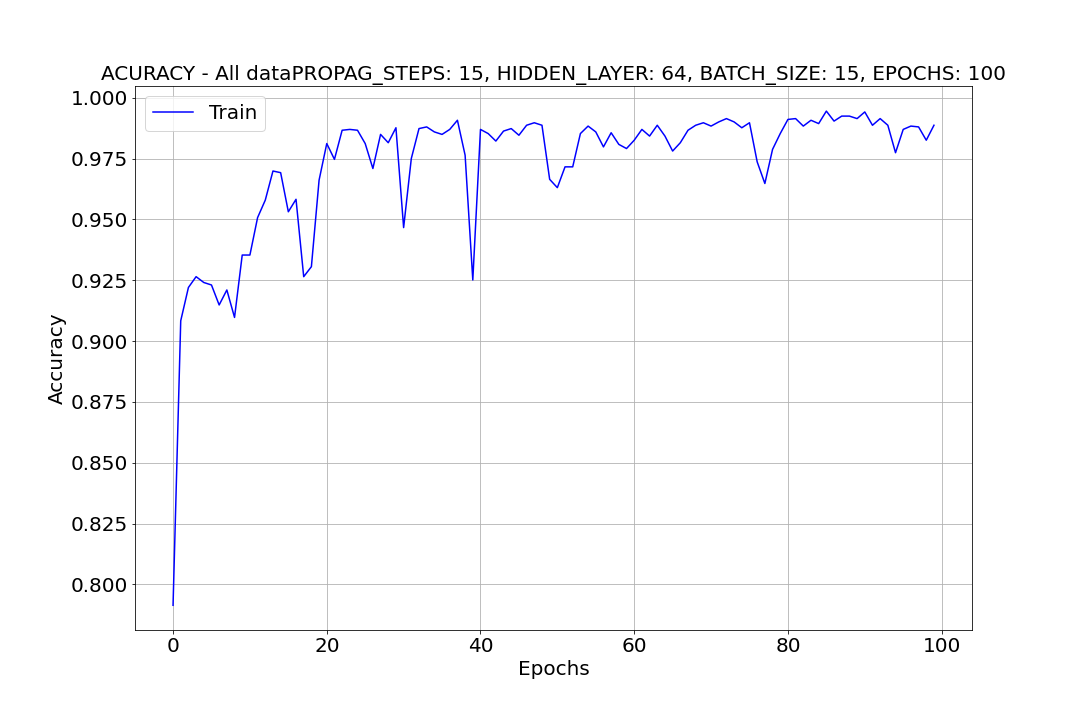 ACURACY - All dataPROPAG_STEPS: 15, HIDDEN_LAYER: 64, BATCH_SIZE: 15, EPOCHS: 100
Train
1.000
0.975
0.950
0.925
0.900
0.875
0.850
0.825
0.800
Accuracy
0 20 40 60 80 100
Epochs